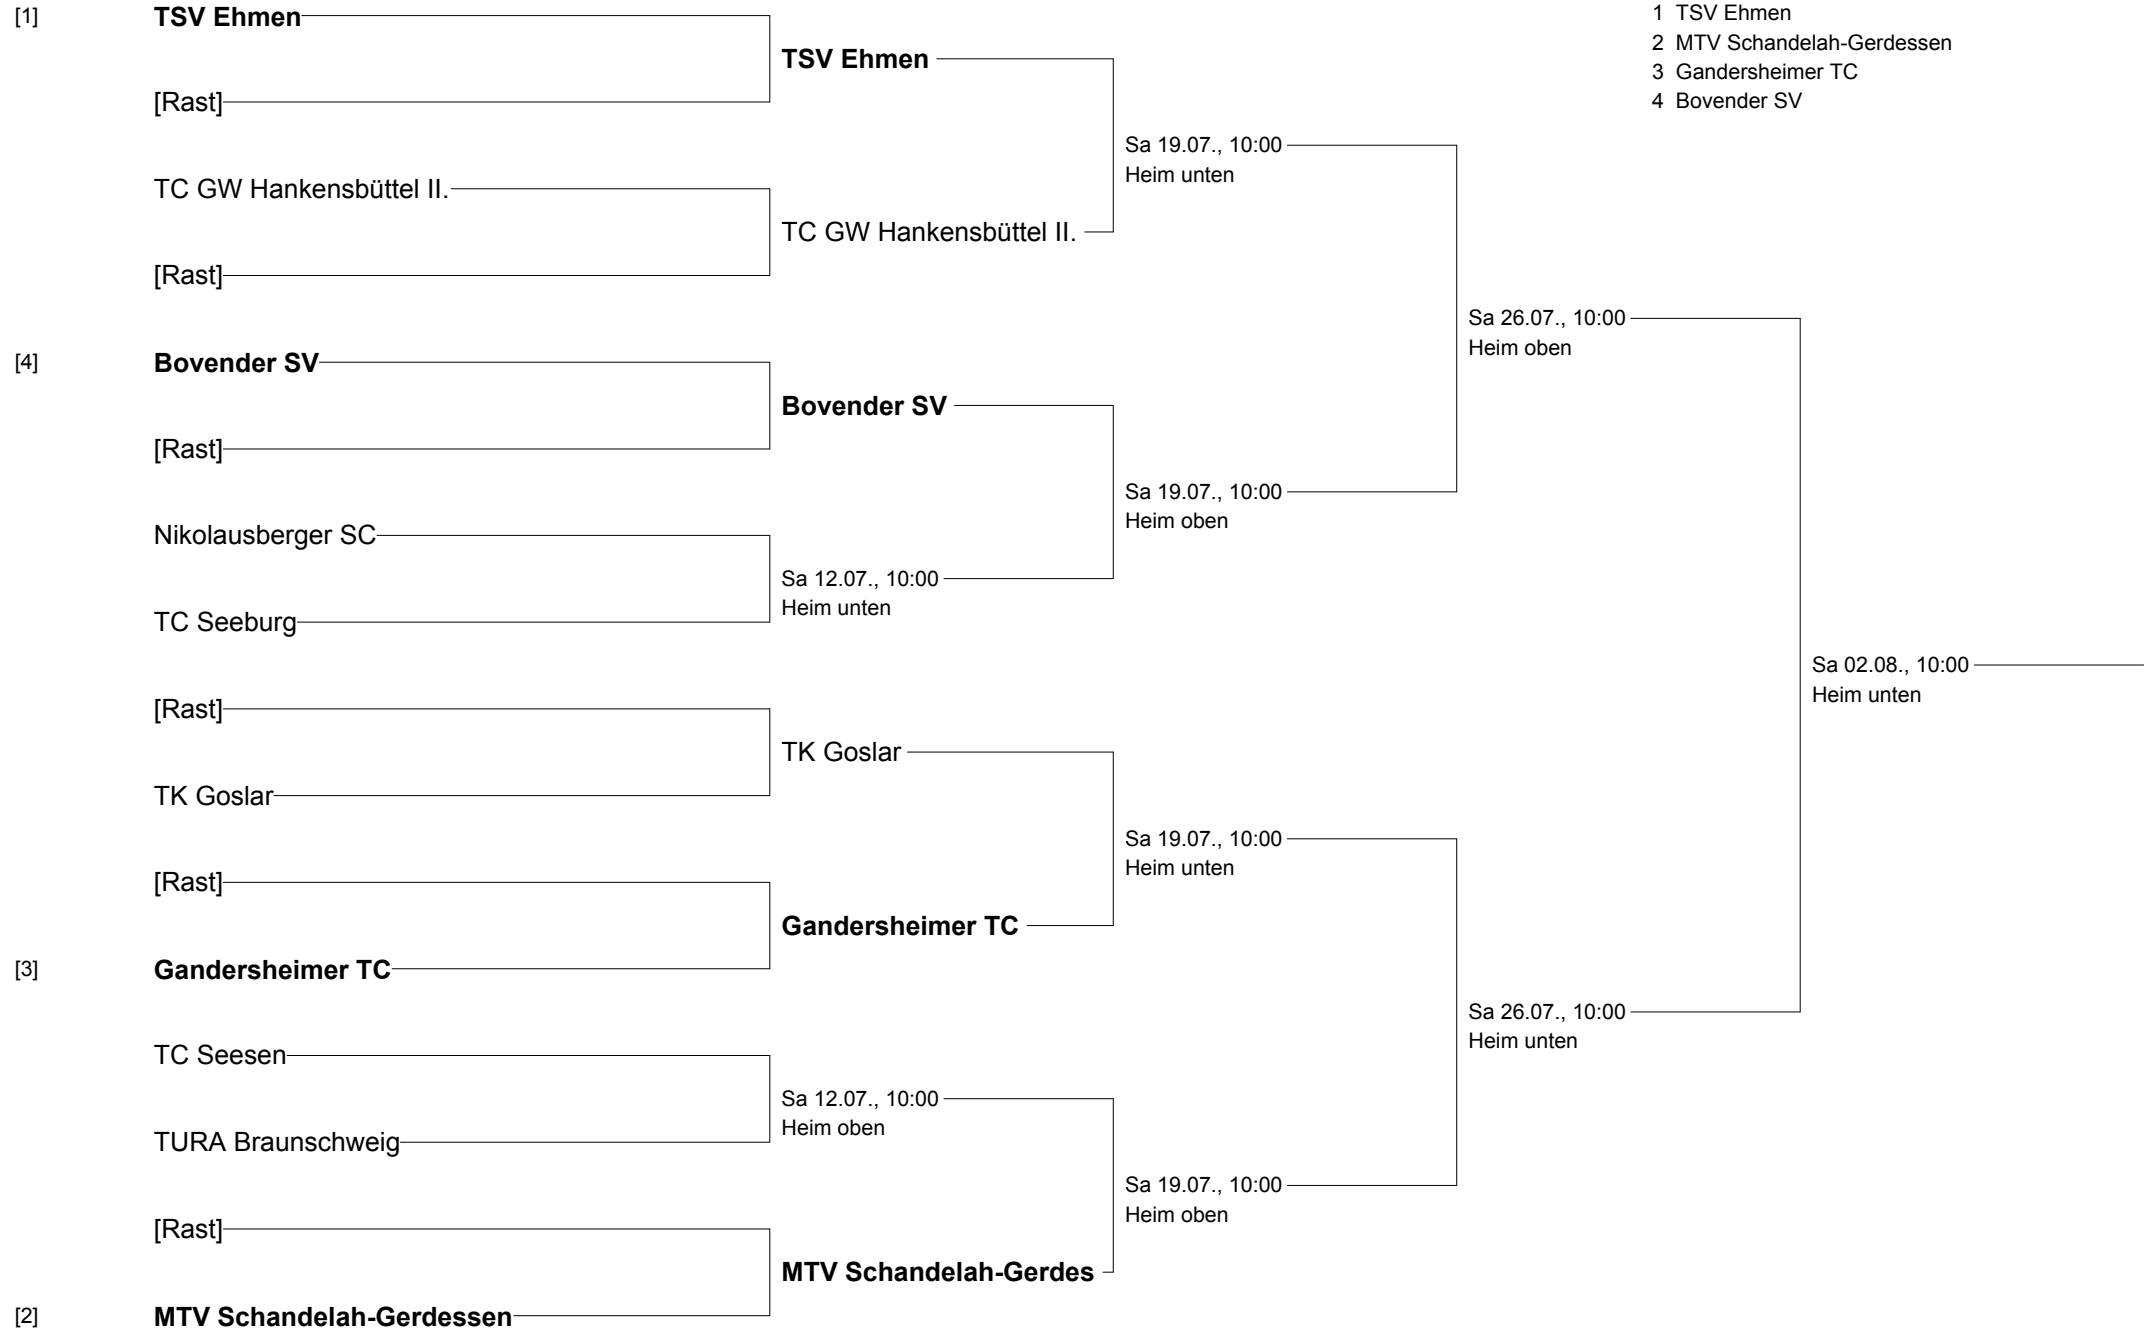 [1] TSV Ehmen
[Rast]
TC GW Hankensbüttel II.
[Rast]
[4] Bovender SV
[Rast]
Nikolausberger SC
TC Seeburg
[Rast]
TK Goslar
[Rast]
[3] Gandersheimer TC
TC Seesen
TURA Braunschweig
[Rast]
[2] MTV Schandelah-Gerdessen
TSV Ehmen
TC GW Hankensbüttel II.
Bovender SV
Sa 12.07., 10:00
Heim unten
TK Goslar
Gandersheimer TC
Sa 12.07., 10:00
Heim oben
MTV Schandelah-Gerdes
Sa 19.07., 10:00
Heim unten
Sa 19.07., 10:00
Heim oben
Sa 19.07., 10:00
Heim unten
Sa 19.07., 10:00
Heim oben
Sa 26.07., 10:00
Heim oben
Sa 26.07., 10:00
Heim unten
Sa 02.08., 10:00
Heim unten
1 TSV Ehmen
2 MTV Schandelah-Gerdessen
3 Gandersheimer TC
4 Bovender SV